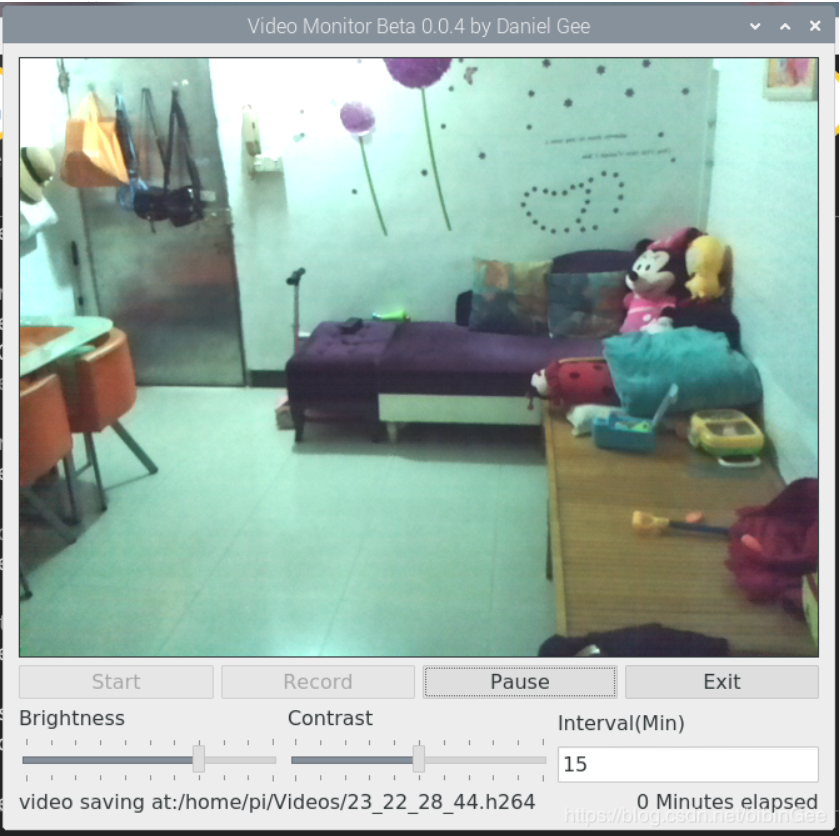 Video Monitor Beta 0.0.4 by Daniel Gee
Start
Record
Pause
Exit
Brightness
Contrast
Interval(Min)
15
video saving at:/home/pi/Videos/23_22_28_44.h264
0 Minutes elapsed
https://blog.csdn.net/bibinGee